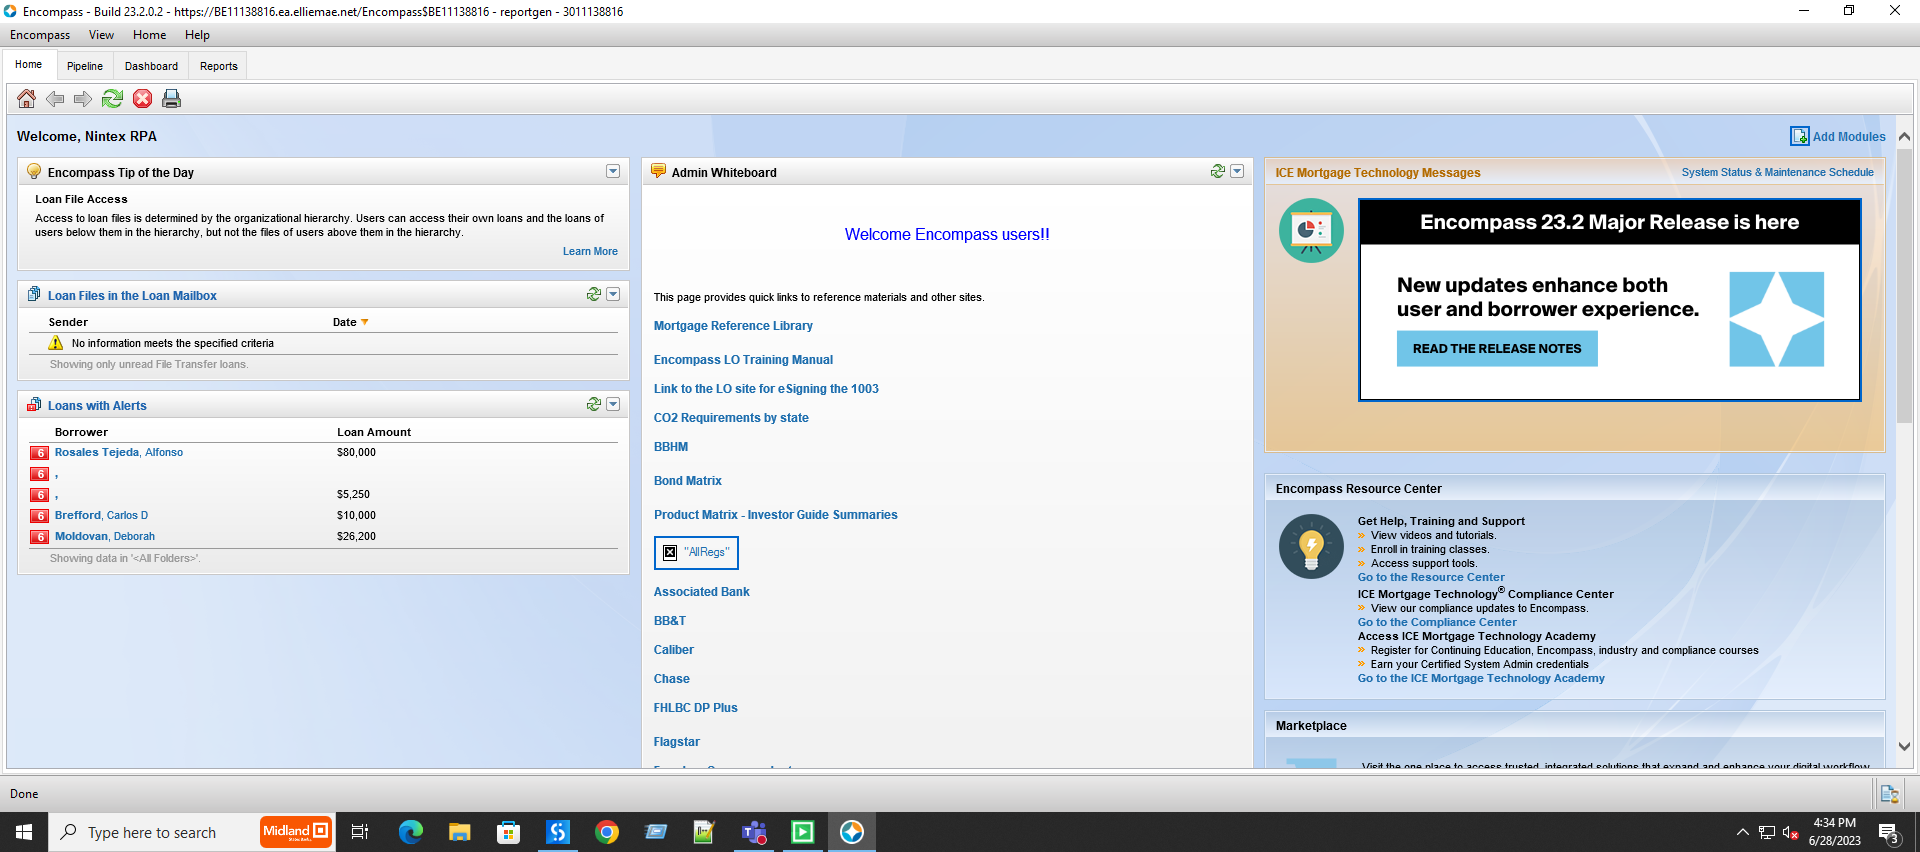 Encompass - Build 23.2.0.2 - https://BE11138816.ea.elliemae.net/Encompass$BE11138816 - reportgen - 3011138816
Encompass View Home Help
Home Pipeline Dashboard Reports
Welcome, Nintex RPA
Add Modules
Encompass Tip of the Day
Loan File Access
Access to loan files is determined by the organizational hierarchy. Users can access their own loans and the loans of
users below them in the hierarchy, but not the files of users above them in the hierarchy.
Learn More
Loan Files in the Loan Mailbox
Sender Date
No information meets the specified criteria
Showing only unread File Transfer loans.
Loans with Alerts
Borrower Loan Amount
6 Rosales Tejeda, Alfonso $80,000
6 ,
6 , $5,250
6 Brefford, Carlos D $10,000
6 Moldovan, Deborah $26,200
Showing data in '<All Folders>'.
Admin Whiteboard
Welcome Encompass users!!
This page provides quick links to reference materials and other sites.
Mortgage Reference Library
Encompass LO Training Manual
Link to the LO site for eSigning the 1003
CO2 Requirements by state
BBHM
Bond Matrix
Product Matrix - Investor Guide Summaries
"AllRegs"
Associated Bank
BB&T
Caliber
Chase
FHLBC DP Plus
Flagstar
ICE Mortgage Technology Messages
System Status & Maintenance Schedule
Encompass 23.2 Major Release is here
New updates enhance both
user and borrower experience.
READ THE RELEASE NOTES
Encompass Resource Center
Get Help, Training and Support
» View videos and tutorials.
» Enroll in training classes.
» Access support tools.
Go to the Resource Center
ICE Mortgage Technology® Compliance Center
» View our compliance updates to Encompass.
Go to the Compliance Center
Access ICE Mortgage Technology Academy
» Register for Continuing Education, Encompass, industry and compliance courses
» Earn your Certified System Admin credentials
Go to the ICE Mortgage Technology Academy
Marketplace
Visit the one place to access trusted, integrated solutions that expand and enhance your digital workflow
Done
Type here to search
Midland
4:34 PM
6/28/2023
3